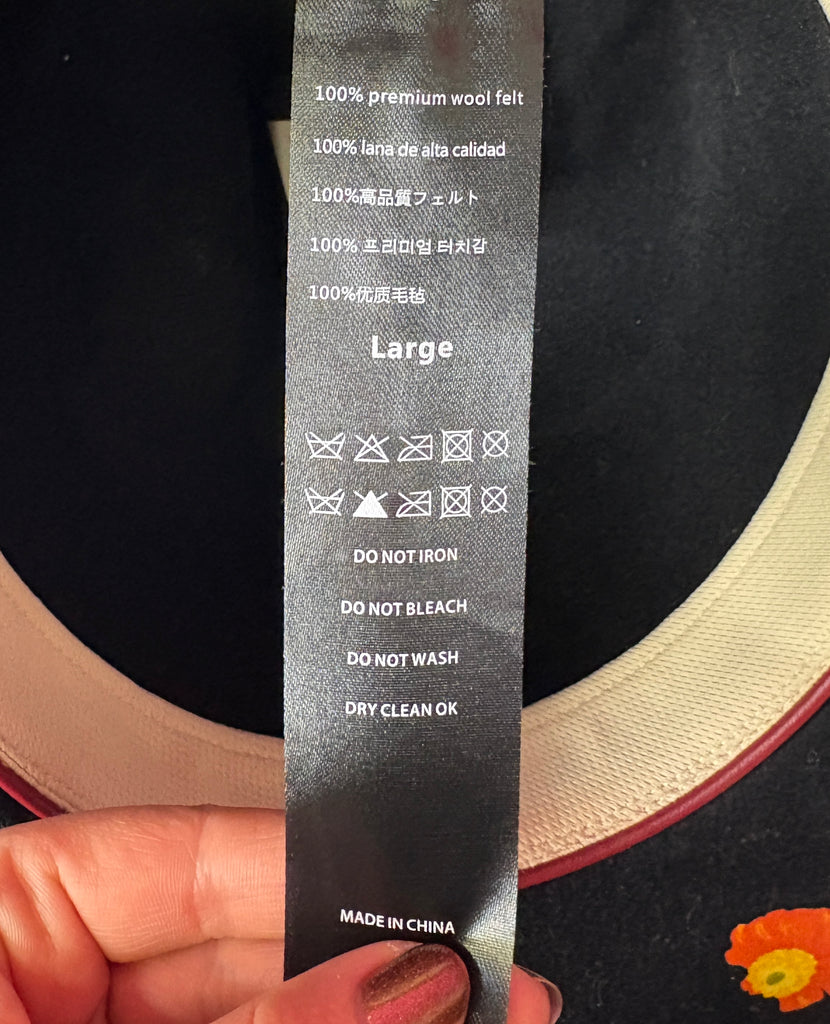 100% premium wool felt
100% lana de alta calidad
100%高品質フェルト
100% 프리미엄 터치감
100%优质毛毡
Large
DO NOT IRON
DO NOT BLEACH
DO NOT WASH
DRY CLEAN OK
MADE IN CHINA